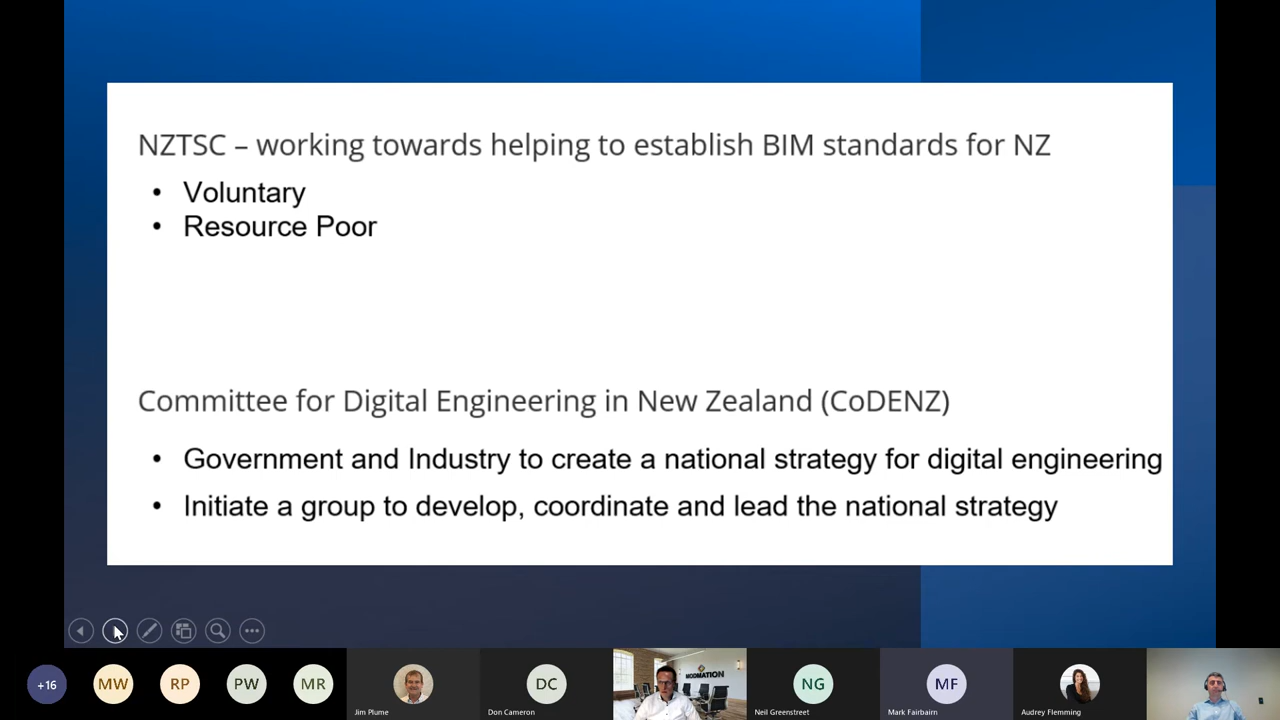 NZTSC – working towards helping to establish BIM standards for NZ
• Voluntary
• Resource Poor
Committee for Digital Engineering in New Zealand (CoDENZ)
• Government and Industry to create a national strategy for digital engineering
• Initiate a group to develop, coordinate and lead the national strategy
+16
MW
RP
PW
MR
Jim Plume
DC
Don Cameron
MODMATION
NG
Neil Greenstreet
MF
Mark Fairbairn
Audrey Flemming